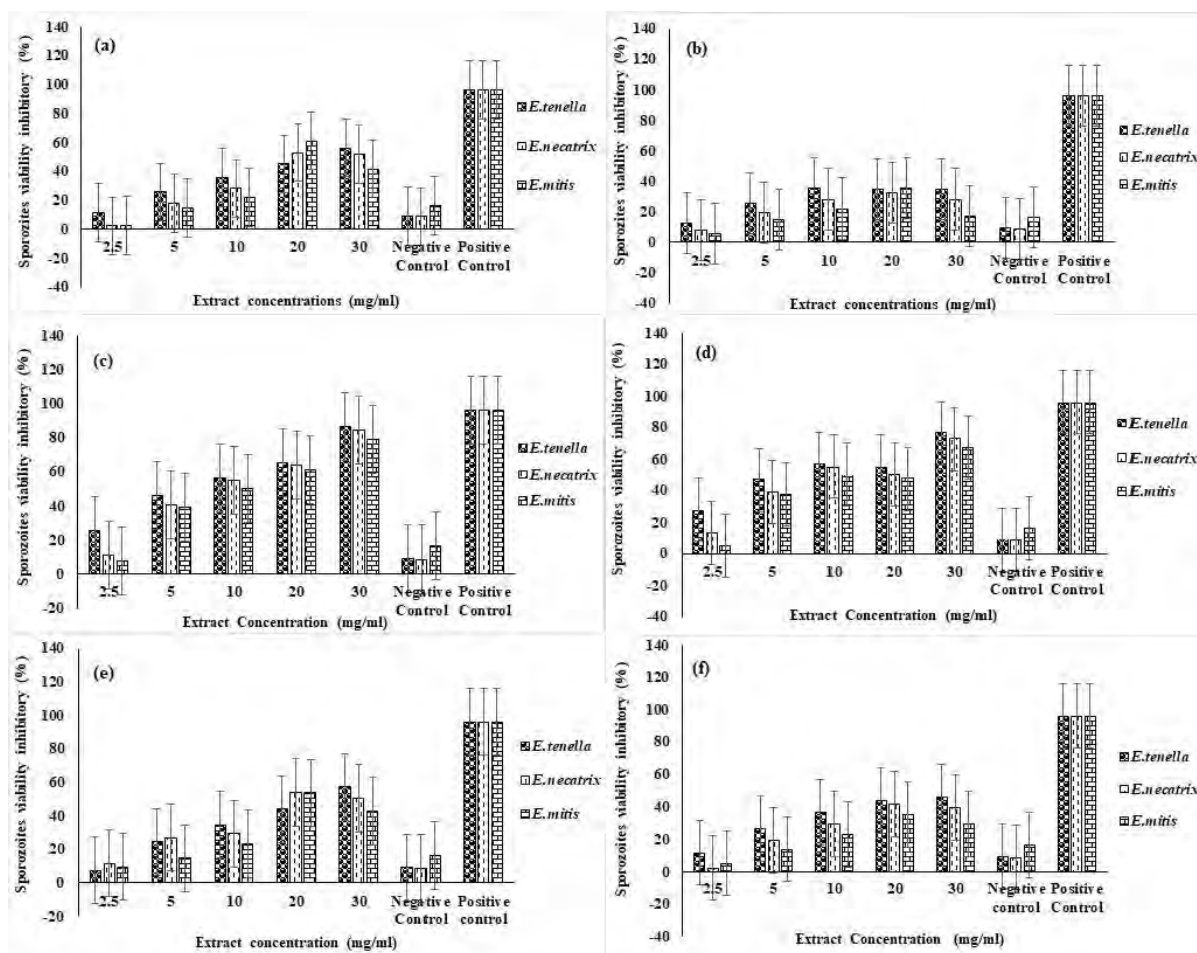 (a)
Sporozoites viability inhibitory (%)
140
120
100
80
60
40
20
0
-20
-40
2.5 5 10 20 30 Negative Control Positive Control
Extract concentrations (mg/ml)
E.tenella
E.necatrix
E.mitis
(b)
Sporozoites viability inhibitory (%)
140
120
100
80
60
40
20
0
-20
-40
2.5 5 10 20 30 Negative Control Positive Control
Extract concentrations (mg/ml)
E.tenella
E.necatrix
E.mitis
(c)
Sporozoites viability inhibitory (%)
140
120
100
80
60
40
20
0
-20
2.5 5 10 20 30 Negative Control Positive Control
Extract Concentration (mg/ml)
E.tenella
E.necatrix
E.mitis
(d)
Sporozoites viability inhibitory (%)
140
120
100
80
60
40
20
0
-20
-40
2.5 5 10 20 30 Negative Control Positive Control
Extract Concentration (mg/ml)
E.tenella
E.necatrix
E.mitis
(e)
Sporozoites viability inhibitory (%)
140
120
100
80
60
40
20
0
-20
2.5 5 10 20 30 Negative Control Positive control
Extract concentration (mg/ml)
E.tenella
E.necatrix
E.mitis
(f)
Sporozoites viability inhibitory (%)
140
120
100
80
60
40
20
0
-20
-40
2.5 5 10 20 30 Negative control Positive Control
Extract Concentration (mg/ml)
E.tenella
E.necatrix
E.mitis